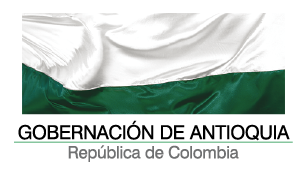 GOBERNACIÓN DE ANTIOQUIA
República de Colombia